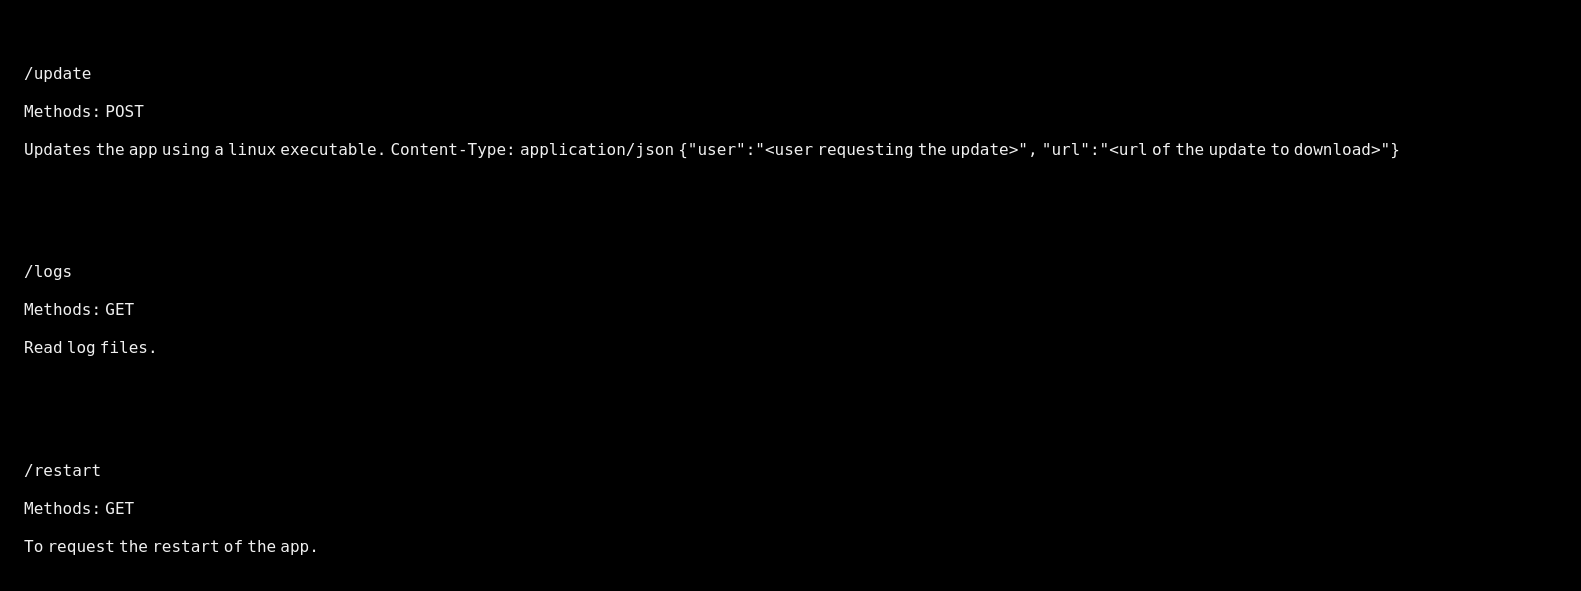 /update
Methods: POST
Updates the app using a linux executable. Content-Type: application/json {"user":"<user requesting the update>", "url":"<url of the update to download>"}
/logs
Methods: GET
Read log files.
/restart
Methods: GET
To request the restart of the app.